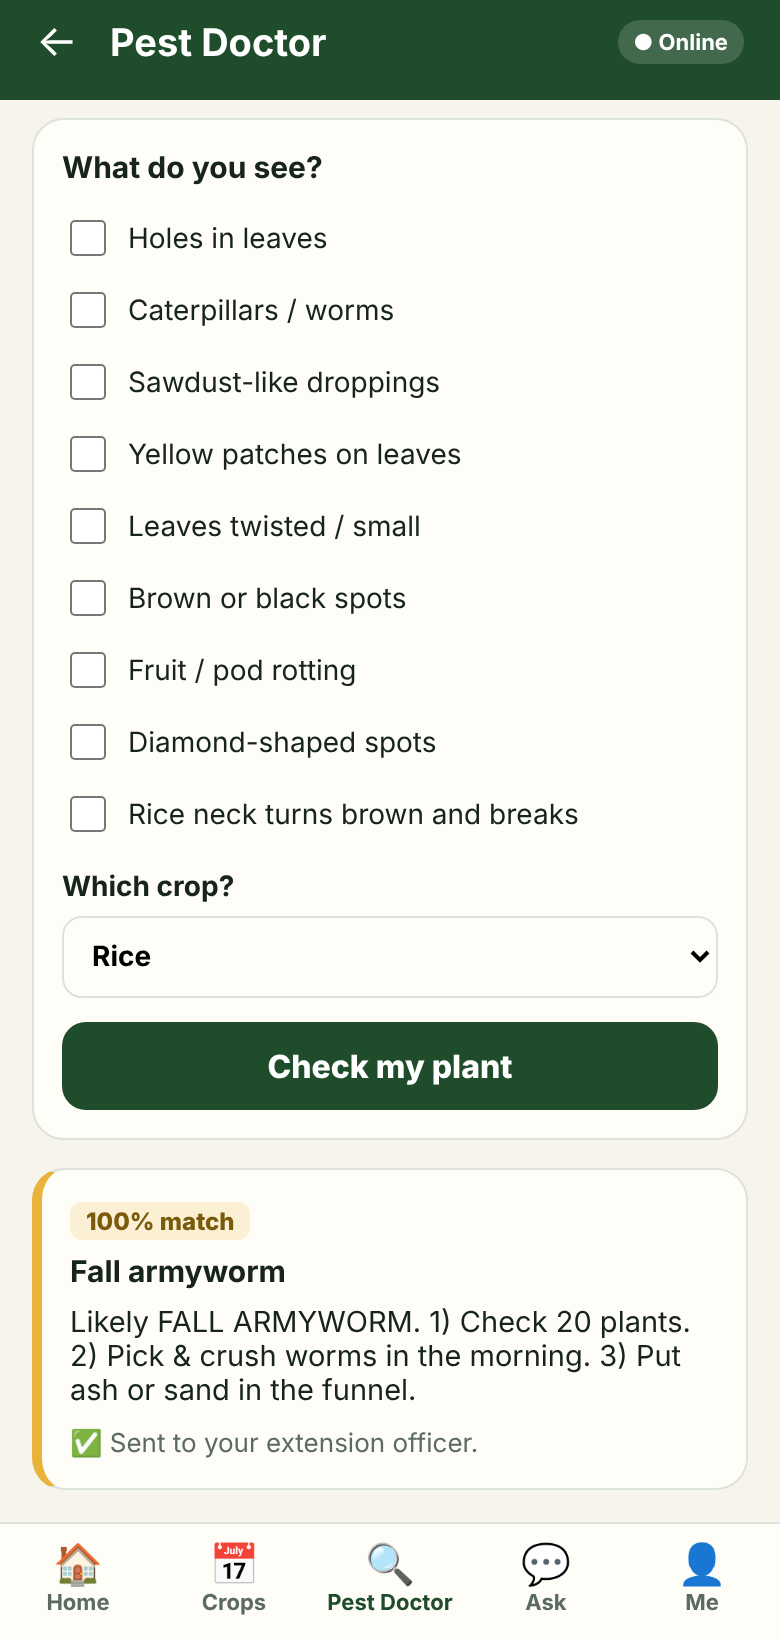 Pest Doctor
Online
What do you see?
Holes in leaves
Caterpillars / worms
Sawdust-like droppings
Yellow patches on leaves
Leaves twisted / small
Brown or black spots
Fruit / pod rotting
Diamond-shaped spots
Rice neck turns brown and breaks
Which crop?
Rice
Check my plant
100% match
Fall armyworm
Likely FALL ARMYWORM. 1) Check 20 plants.
2) Pick & crush worms in the morning. 3) Put
ash or sand in the funnel.
✅ Sent to your extension officer.
July
17
Home
Crops
Pest Doctor
Ask
Me